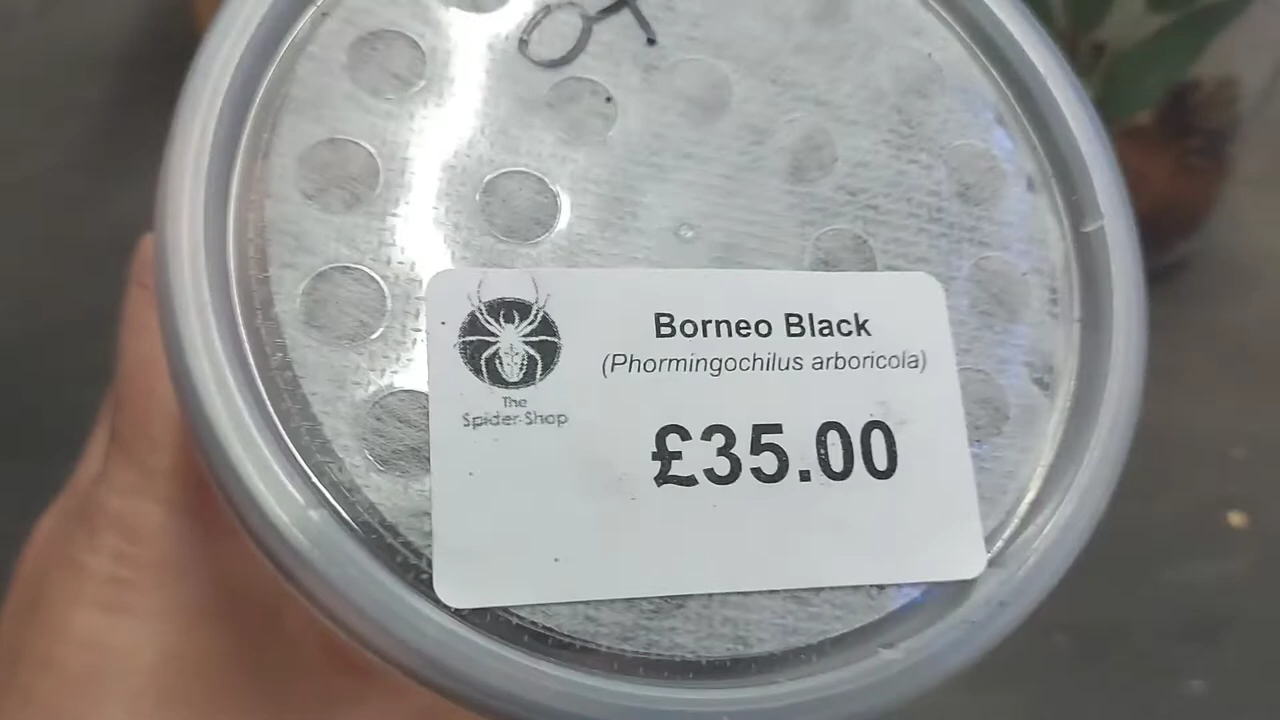 Borneo Black
(Phormingochilus arboricola)
The
Spider-Shop
£35.00